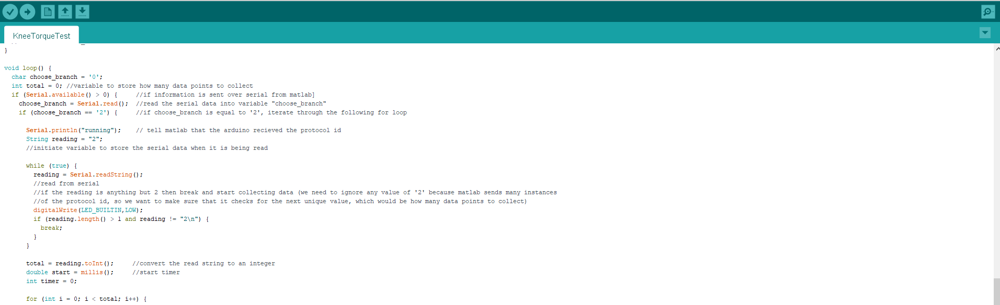 KneeTorqueTest
}
void loop() {
char choose_branch = '0';
int total = 0; //variable to store how many data points to collect
if (Serial.available() > 0) {     //if information is sent over serial from matlab]
choose_branch = Serial.read();  //read the serial data into variable "choose_branch"
if (choose_branch == '2') {     //if choose_branch is equal to '2', iterate through the following for loop
Serial.println("running");    // tell matlab that the arduino recieved the protocol id
String reading = "2";
//initiate variable to store the serial data when it is being read
while (true) {
reading = Serial.readString();
//read from serial
//if the reading is anything but 2 then break and start collecting data (we need to ignore any value of '2' because matlab sends many instances
//of the protocol id, so we want to make sure that it checks for the next unique value, which would be how many data points to collect)
digitalWrite(LED_BUILTIN,LOW);
if (reading.length() > 1 and reading != "2\n") {
break;
}
}
total = reading.toInt();     //convert the read string to an integer
double start = millis();     //start timer
int timer = 0;
for (int i = 0; i < total; i++) {